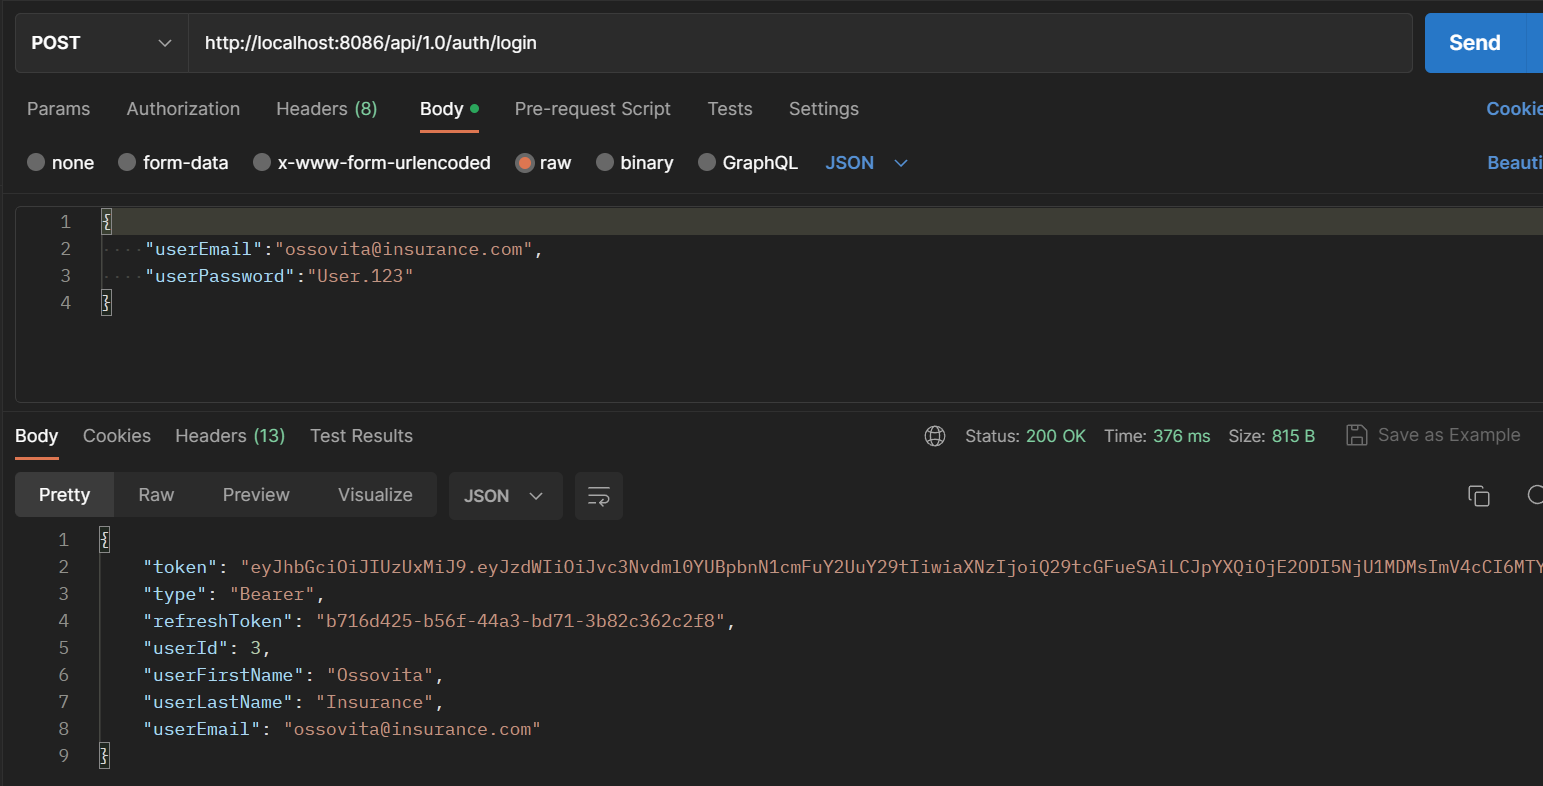 POST http://localhost:8086/api/1.0/auth/login Send
Params Authorization Headers (8) Body Pre-request Script Tests Settings Cookie
none form-data x-www-form-urlencoded raw binary GraphQL JSON Beauti
1 {
2 "userEmail":"ossovita@insurance.com",
3 "userPassword":"User.123"
4 }
Body Cookies Headers (13) Test Results Status: 200 OK Time: 376 ms Size: 815 B Save as Example
Pretty Raw Preview Visualize JSON
1 {
2 "token": "eyJhbGciOiJIUzUxMiJ9.eyJzdWIiOiJvc3Nvdml0YUBpbnN1cmFuY2UuY29tIiwiaXNzIjoiQ29tcGFueSAiLCJpYXQiOjE2ODI5NjU1MDMsImV4cCI6MTY
3 "type": "Bearer",
4 "refreshToken": "b716d425-b56f-44a3-bd71-3b82c362c2f8",
5 "userId": 3,
6 "userFirstName": "Ossovita",
7 "userLastName": "Insurance",
8 "userEmail": "ossovita@insurance.com"
9 }